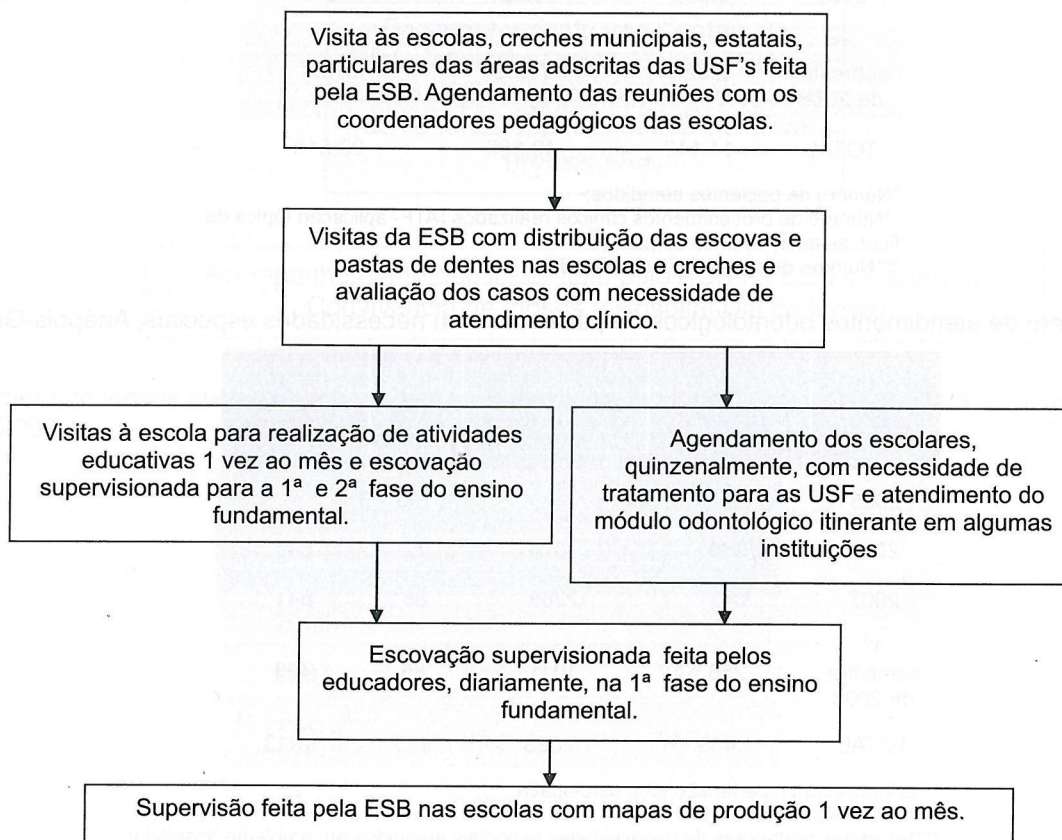 Visita às escolas, creches municipais, estatais,
particulares das áreas adscritas das USF's feita
pela ESB. Agendamento das reuniões com os
coordenadores pedagógicos das escolas.
Visitas da ESB com distribuição das escovas e
pastas de dentes nas escolas e creches e
avaliação dos casos com necessidade de
atendimento clínico.
Visitas à escola para realização de atividades
educativas 1 vez ao mês e escovação
supervisionada para a 1ª e 2ª fase do ensino
fundamental.
Agendamento dos escolares,
quinzenalmente, com necessidade de
tratamento para as USF e atendimento do
módulo odontológico itinerante em algumas
instituições
Escovação supervisionada feita pelos
educadores, diariamente, na 1ª fase do ensino
fundamental.
Supervisão feita pela ESB nas escolas com mapas de produção 1 vez ao mês.